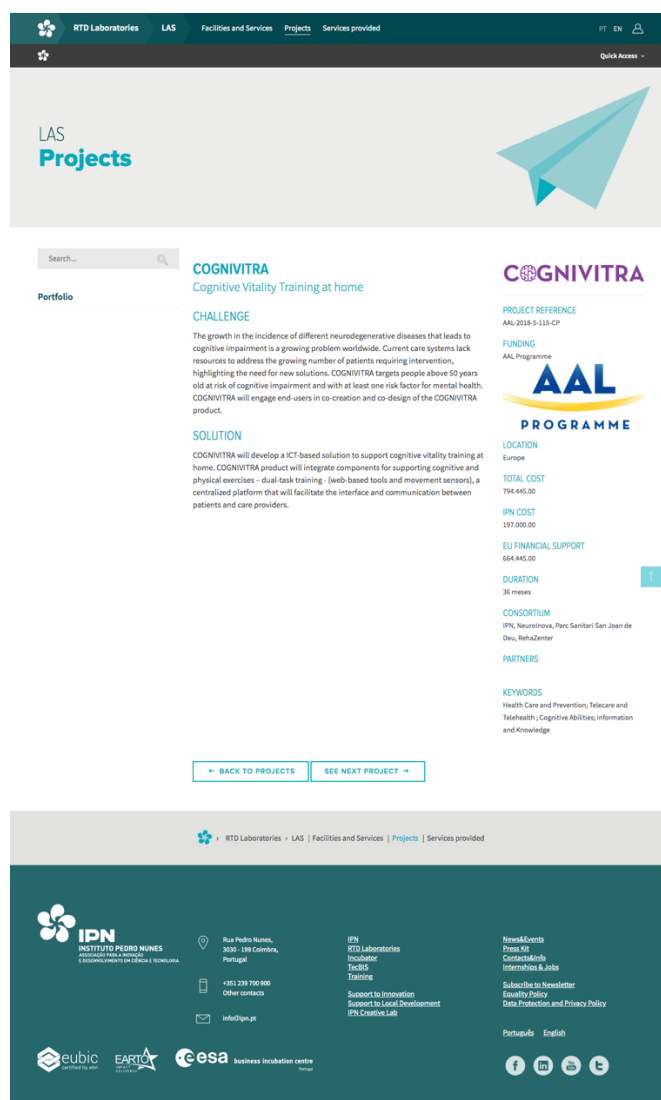 RTD Laboratories LAS Facilities and Services Projects Services provided PT EN
Quick Access
LAS
Projects
Search...
Portfolio
COGNIVITRA
Cognitive Vitality Training at home
CHALLENGE
The growth in the incidence of different neurodegenerative diseases that leads to
cognitive impairment is a growing problem worldwide. Current care systems lack
resources to address the growing number of patients requiring intervention,
highlighting the need for new solutions. COGNIVITRA targets people above 50 years
old at risk of cognitive impairment and with at least one risk factor for mental health.
COGNIVITRA will engage end-users in co-creation and co-design of the COGNIVITRA
product.
SOLUTION
COGNIVITRA will develop a ICT-based solution to support cognitive vitality training at
home. COGNIVITRA product will integrate components for supporting cognitive and
physical exercises – dual-task training - (web-based tools and movement sensors), a
centralized platform that will facilitate the interface and communication between
patients and care providers.
COGNIVITRA
PROJECT REFERENCE
AAL-2018-5-115-CP
FUNDING
AAL Programme
AAL
PROGRAMME
LOCATION
Europe
TOTAL COST
794.445.00
IPN COST
197.000.00
EU FINANCIAL SUPPORT
664.445.00
DURATION
36 meses
CONSORTIUM
IPN, NeuroInova, Parc Sanitari San Joan de
Deu, RehaZenter
PARTNERS
KEYWORDS
Health Care and Prevention; Telecare and
Telehealth ; Cognitive Abilities; Information
and Knowledge
← BACK TO PROJECTS SEE NEXT PROJECT →
› RTD Laboratories › LAS | Facilities and Services | Projects | Services provided
IPN
INSTITUTO PEDRO NUNES
ASSOCIAÇÃO PARA A INOVAÇÃO
E DESENVOLVIMENTO EM CIÊNCIA E TECNOLOGIA
Rua Pedro Nunes,
3030 - 199 Coimbra,
Portugal
+351 239 700 900
Other contacts
info@ipn.pt
IPN
RTD Laboratories
Incubator
TecBIS
Training
Support to Innovation
Support to Local Development
IPN Creative Lab
News&Events
Press Kit
Contacts&Info
Internships & Jobs
Subscribe to Newsletter
Equality Policy
Data Protection and Privacy Policy
Português English
eubic
certified by ebn
EARTO
esa business incubation centre
Portugal